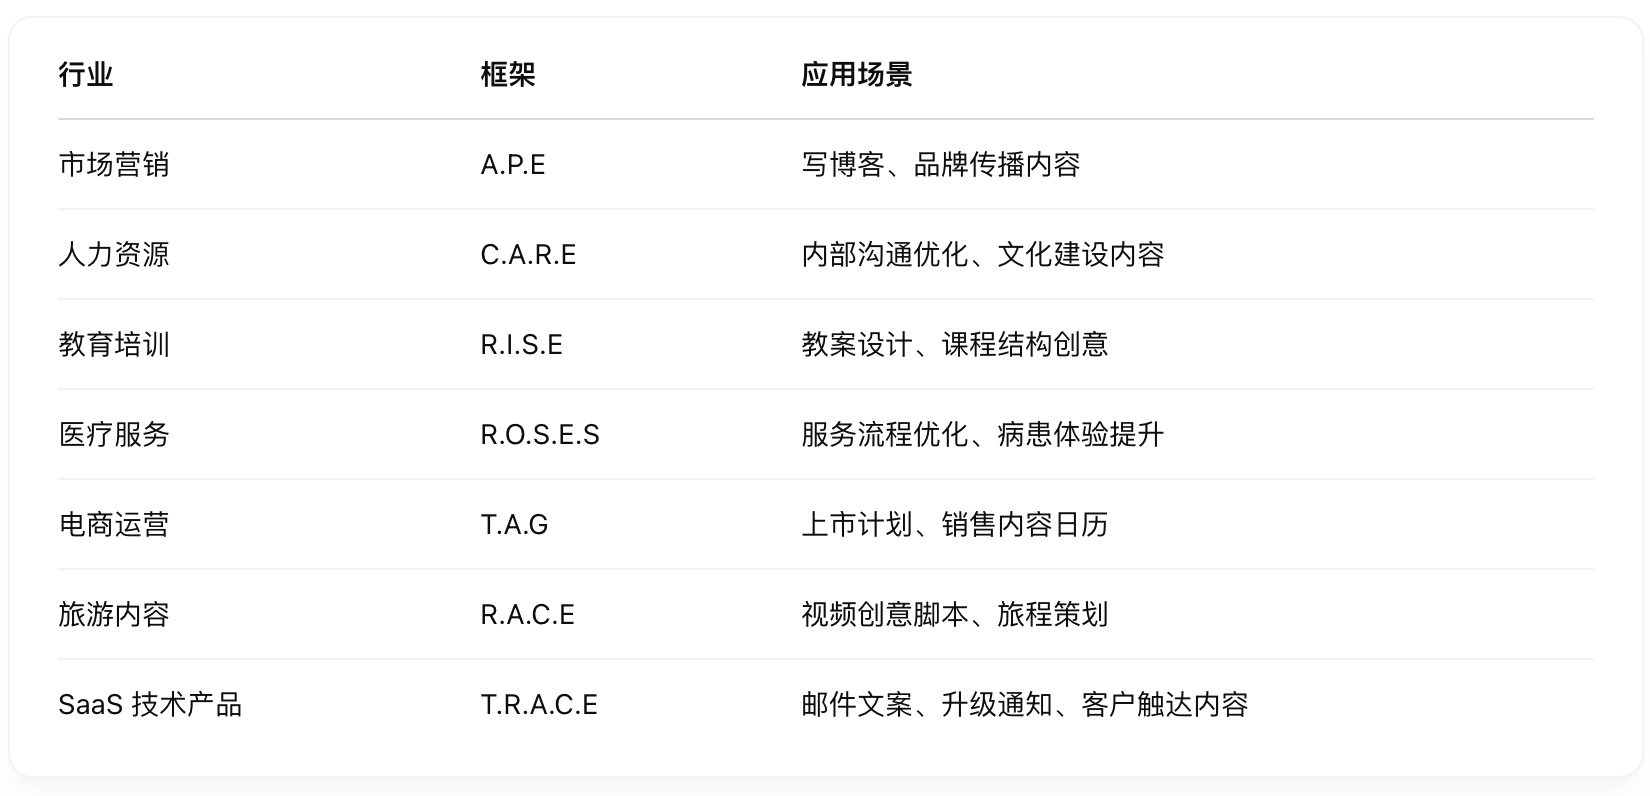 行业 框架 应用场景
市场营销 A.P.E 写博客、品牌传播内容
人力资源 C.A.R.E 内部沟通优化、文化建设内容
教育培训 R.I.S.E 教案设计、课程结构创意
医疗服务 R.O.S.E.S 服务流程优化、病患体验提升
电商运营 T.A.G 上市计划、销售内容日历
旅游内容 R.A.C.E 视频创意脚本、旅程策划
SaaS 技术产品 T.R.A.C.E 邮件文案、升级通知、客户触达内容